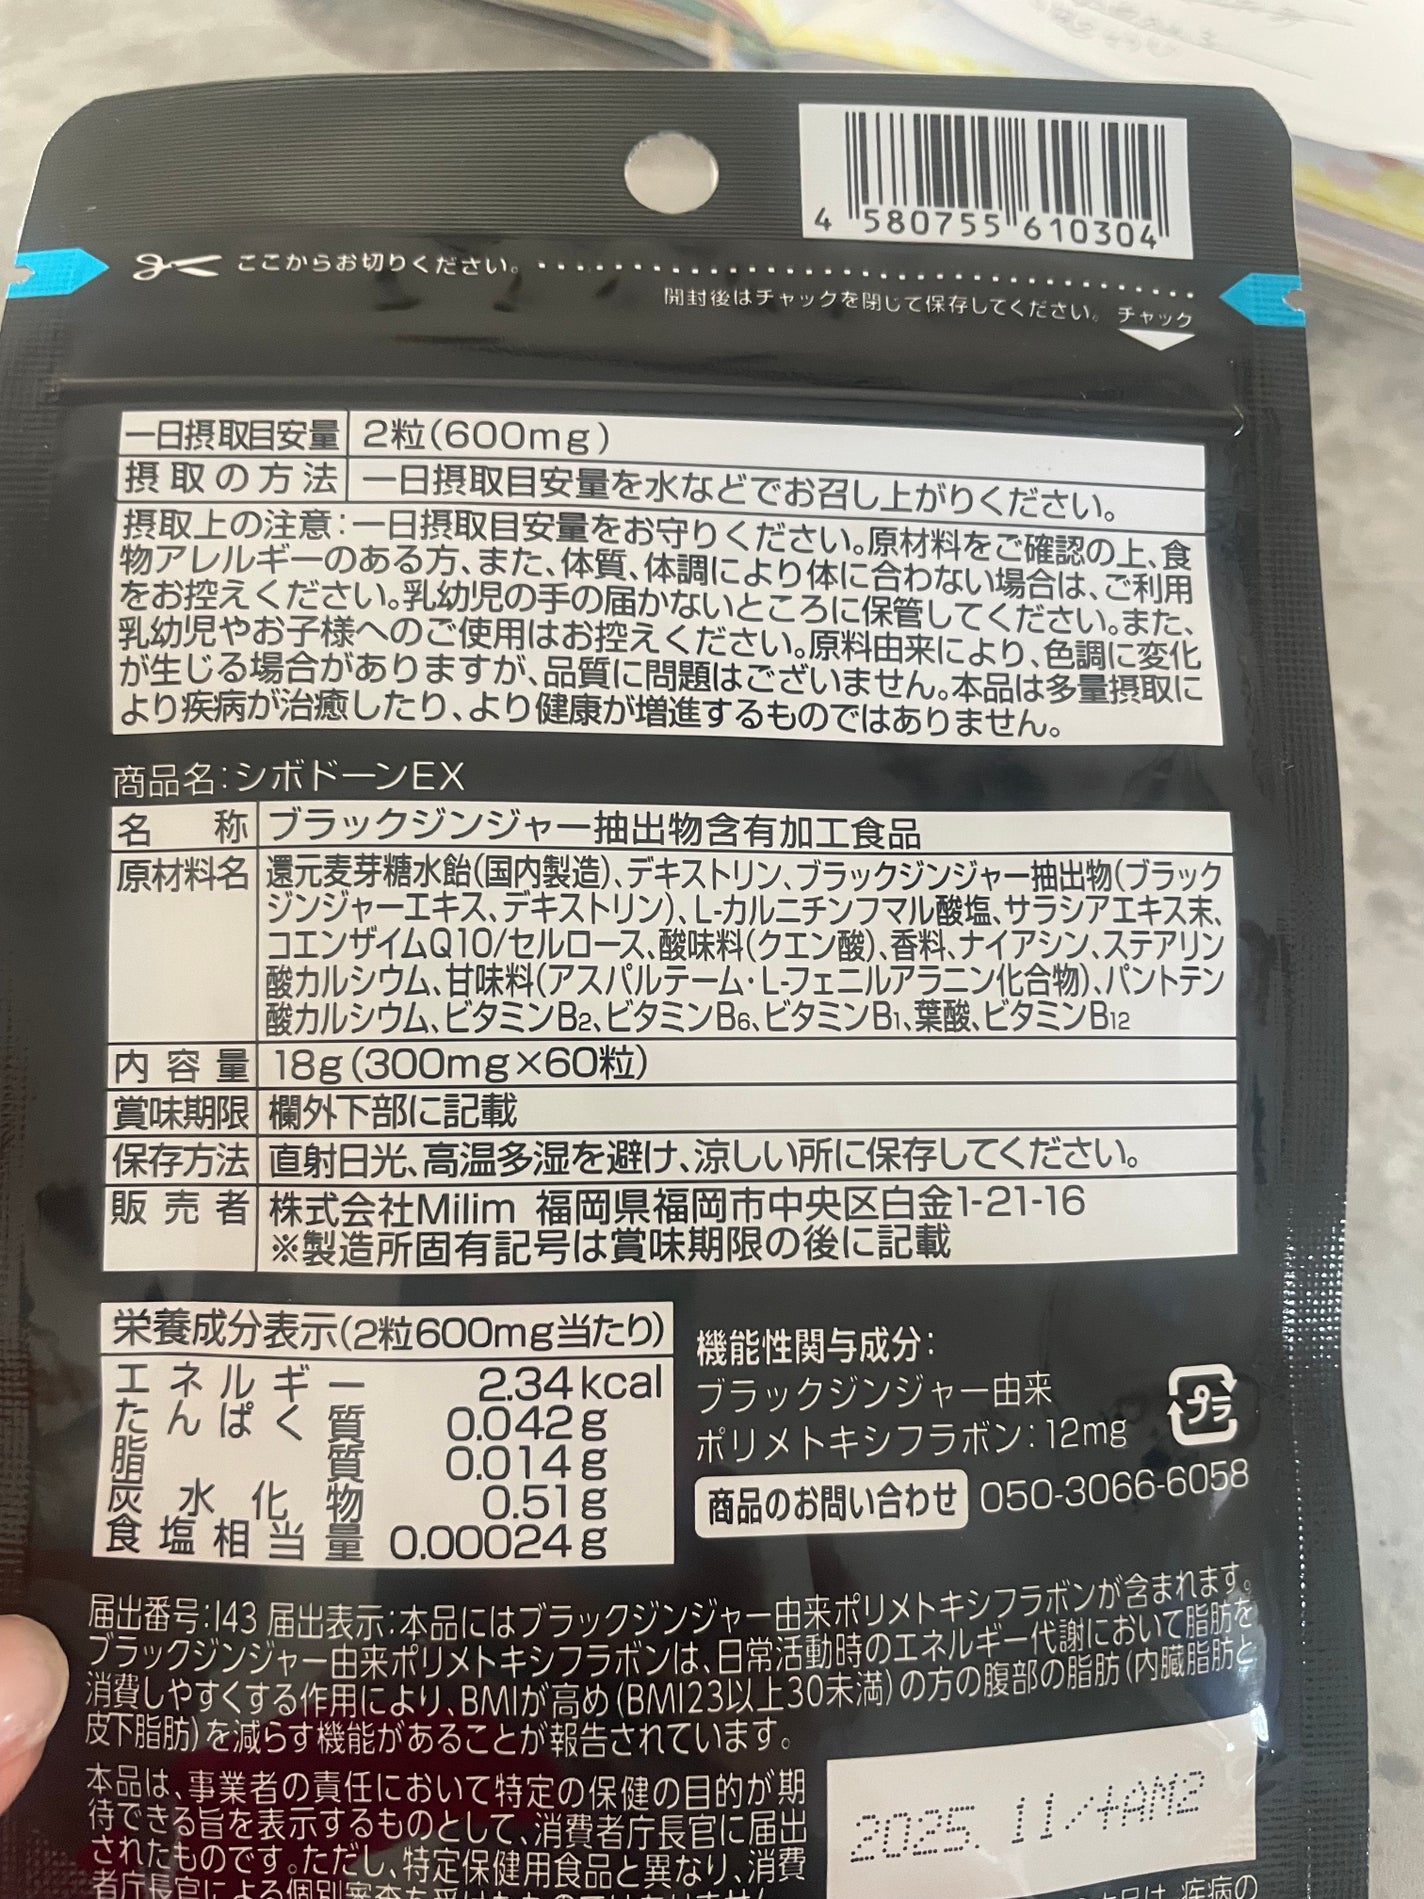 4 580755 610304
ここからお切りください。
開封後はチャックを閉じて保存してください。 チャック
一日摂取目安量 2粒(600mg)
摂取の方法 一日摂取目安量を水などでお召し上がりください。
摂取上の注意:一日摂取目安量をお守りください。原材料をご確認の上、食
物アレルギーのある方、また、体質、体調により体に合わない場合は、ご利用
をお控えください。乳幼児の手の届かないところに保管してください。また、
乳幼児やお子様へのご使用はお控えください。原料由来により、色調に変化
が生じる場合がありますが、品質に問題はございません。本品は多量摂取に
より疾病が治癒したり、より健康が増進するものではありません。
商品名:シボドーンEX
名称 ブラックジンジャー抽出物含有加工食品
原材料名 還元麦芽糖水飴(国内製造)、デキストリン、ブラックジンジャー抽出物(ブラック
ジンジャーエキス、デキストリン)、L-カルニチンフマル酸塩、サラシアエキス末、
コエンザイムQ10/セルロース、酸味料(クエン酸)、香料、ナイアシン、ステアリン
酸カルシウム、甘味料(アスパルテーム・L-フェニルアラニン化合物)、パントテン
酸カルシウム、ビタミンB2、ビタミンB6、ビタミンB1、葉酸、ビタミンB12
内容量 18g(300mg×60粒)
賞味期限 欄外下部に記載
保存方法 直射日光、高温多湿を避け、涼しい所に保存してください。
販売者 株式会社Milim 福岡県福岡市中央区白金1-21-16
※製造所固有記号は賞味期限の後に記載
栄養成分表示(2粒600mg当たり)
エネルギー 2.34kcal
たんぱく質 0.042g
脂質 0.014g
炭水化物 0.51g
食塩相当量 0.00024g
機能性関与成分:
ブラックジンジャー由来
ポリメトキシフラボン:12mg
プラ
商品のお問い合わせ 050-3066-6058
届出番号:I43 届出表示:本品にはブラックジンジャー由来ポリメトキシフラボンが含まれます。
ブラックジンジャー由来ポリメトキシフラボンは、日常活動時のエネルギー代謝において脂肪を
消費しやすくする作用により、BMIが高め(BMI23以上30未満)の方の腹部の脂肪(内臓脂肪と
皮下脂肪)を減らす機能があることが報告されています。
本品は、事業者の責任において特定の保健の目的が期
待できる旨を表示するものとして、消費者庁長官に届出
されたものです。ただし、特定保健用食品と異なり、消費
者庁長官による個別審査を受けたものではありません。
2025.11/+AM2
疾病の